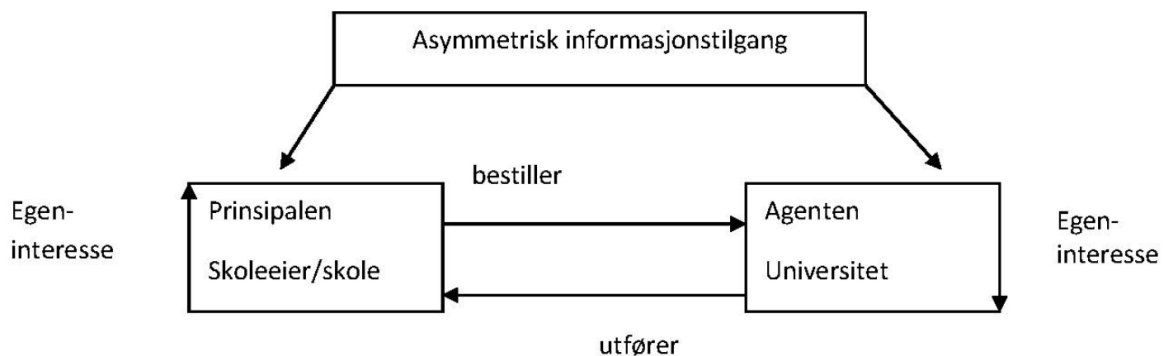 Asymmetrisk informasjonstilgang
bestiller
Egen-
interesse
Prinsipalen
Skoleeier/skole
Agenten
Universitet
Egen-
interesse
utfører